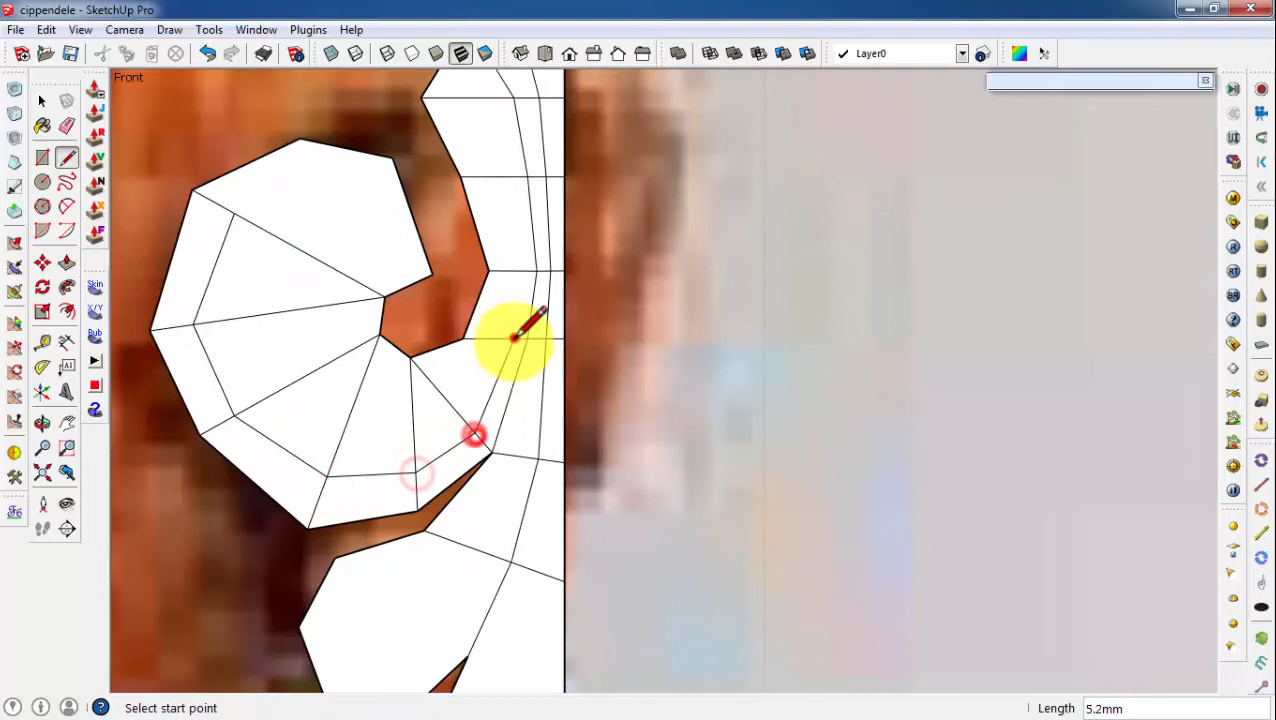 cippendele - SketchUp Pro
File Edit View Camera Draw Tools Window Plugins Help
Layer0
Front
Skin
X/Y
Rub
Select start point
Length 5.2mm